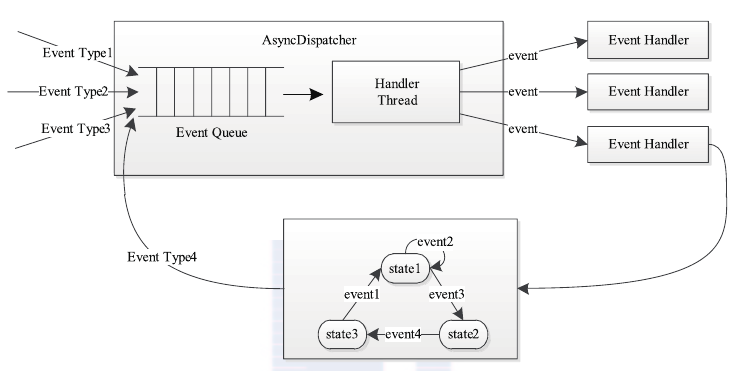 AsyncDispatcher
Event Type1
Event Type2
Event Type3
Event Queue
Handler
Thread
event
event
event
Event Handler
Event Handler
Event Handler
Event Type4
event2
state1
event1
event3
state3
event4
state2